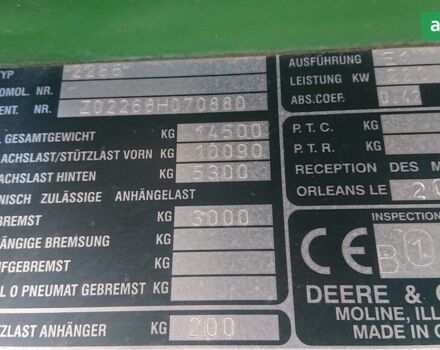 TYP 2266
OMOL. NR.
ENT. NR. Z02266H070880
GESAMTGEWICHT KG 14500
ACHSLAST/STÜTZLAST VORN KG 10090
ACHSLAST HINTEN KG 5300
NISCH ZULÄSSIGE ANHÄNGELAST
BREMST KG 3000
ÄNGIGE BREMSUNG KG
UFGEBREMST KG
L O PNEUMAT GEBREMST KG
TZLAST ANHÄNGER KG 200
AUSFÜHRUNG
LEISTUNG KW
ABS.COEF.
P. T. C. KG
P. T. R. KG
RECEPTION DES M
ORLEANS LE
INSPECTION
CE
DEERE &
MOLINE, ILL
MADE IN
a